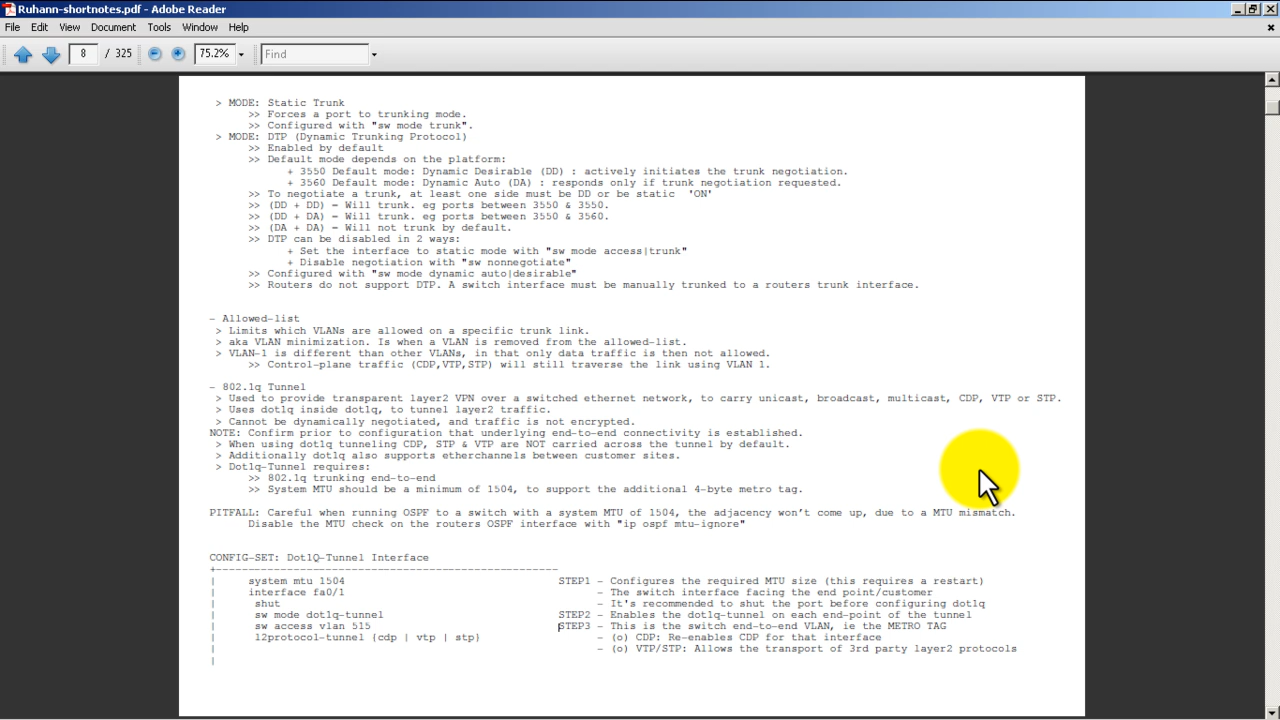 Ruhann-shortnotes.pdf - Adobe Reader
File Edit View Document Tools Window Help
8 / 325 75.2% Find
> MODE: Static Trunk
>> Forces a port to trunking mode.
>> Configured with "sw mode trunk".
> MODE: DTP (Dynamic Trunking Protocol)
>> Enabled by default
>> Default mode depends on the platform:
+ 3550 Default mode: Dynamic Desirable (DD) : actively initiates the trunk negotiation.
+ 3560 Default mode: Dynamic Auto (DA) : responds only if trunk negotiation requested.
>> To negotiate a trunk, at least one side must be DD or be static 'ON'
>> (DD + DD) = Will trunk. eg ports between 3550 & 3550.
>> (DD + DA) = Will trunk. eg ports between 3550 & 3560.
>> (DA + DA) = Will not trunk by default.
>> DTP can be disabled in 2 ways:
+ Set the interface to static mode with "sw mode access|trunk"
+ Disable negotiation with "sw nonnegotiate"
>> Configured with "sw mode dynamic auto|desirable"
>> Routers do not support DTP. A switch interface must be manually trunked to a routers trunk interface.
- Allowed-list
> Limits which VLANs are allowed on a specific trunk link.
> aka VLAN minimization. Is when a VLAN is removed from the allowed-list.
> VLAN-1 is different than other VLANs, in that only data traffic is then not allowed.
>> Control-plane traffic (CDP,VTP,STP) will still traverse the link using VLAN 1.
- 802.1q Tunnel
> Used to provide transparent layer2 VPN over a switched ethernet network, to carry unicast, broadcast, multicast, CDP, VTP or STP.
> Uses dot1q inside dot1q, to tunnel layer2 traffic.
> Cannot be dynamically negotiated, and traffic is not encrypted.
NOTE: Confirm prior to configuration that underlying end-to-end connectivity is established.
> When using dot1q tunneling CDP, STP & VTP are NOT carried across the tunnel by default.
> Additionally dot1q also supports etherchannels between customer sites.
> Dot1q-Tunnel requires:
>> 802.1q trunking end-to-end
>> System MTU should be a minimum of 1504, to support the additional 4-byte metro tag.
PITFALL: Careful when running OSPF to a switch with a system MTU of 1504, the adjacency won't come up, due to a MTU mismatch.
Disable the MTU check on the routers OSPF interface with "ip ospf mtu-ignore"
CONFIG-SET: Dot1Q-Tunnel Interface
+-----------------------------------------------------
| system mtu 1504 STEP1 - Configures the required MTU size (this requires a restart)
| interface fa0/1 - The switch interface facing the end point/customer
| shut - It's recommended to shut the port before configuring dot1q
| sw mode dot1q-tunnel STEP2 - Enables the dot1q-tunnel on each end-point of the tunnel
| sw access vlan 515 STEP3 - This is the switch end-to-end VLAN, ie the METRO TAG
| l2protocol-tunnel {cdp | vtp | stp} - (o) CDP: Re-enables CDP for that interface
| - (o) VTP/STP: Allows the transport of 3rd party layer2 protocols
|